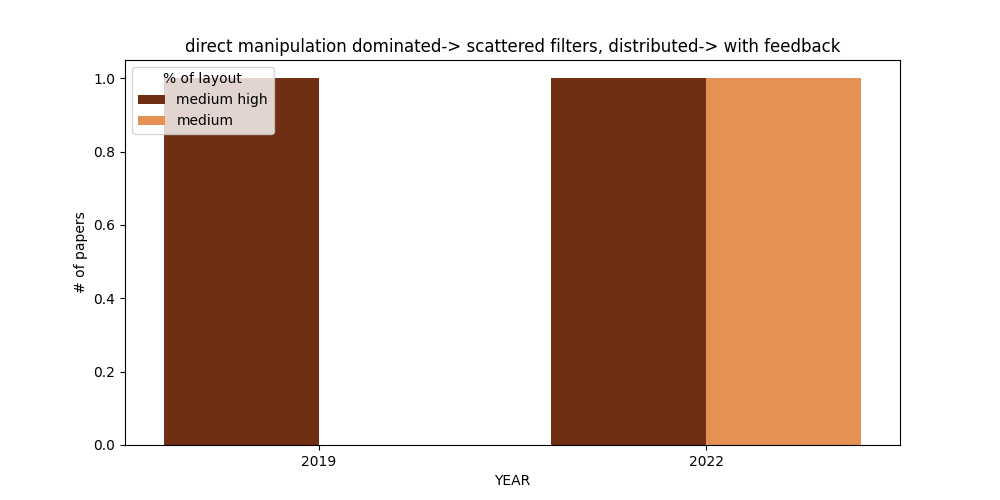 direct manipulation dominated-> scattered filters, distributed-> with feedback
% of layout
medium high
medium
1.0
0.8
0.6
0.4
0.2
0.0
# of papers
2019
2022
YEAR